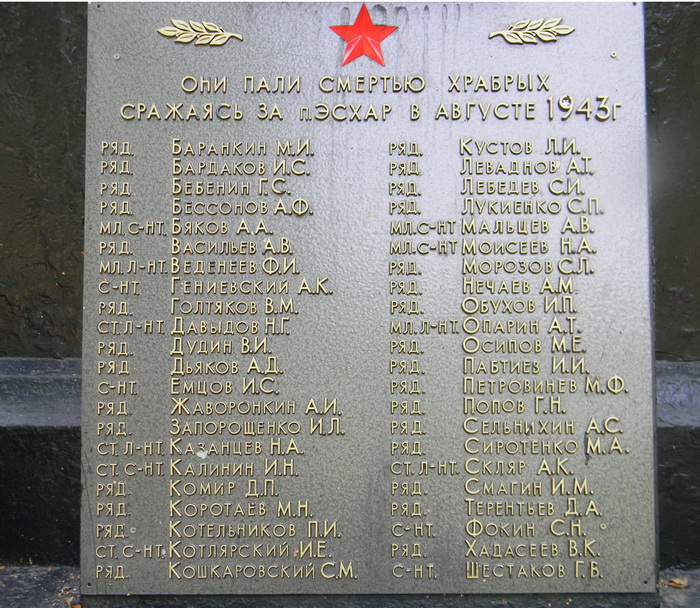 ОНИ ПАЛИ СМЕРТЬЮ ХРАБРЫХ
СРАЖАЯСЬ ЗА п.ЭСХАР В АВГУСТЕ 1943г
РЯД. БАРАНКИН М.И.
РЯД. БАРДАКОВ И.С.
РЯД. БЕБЕНИН Г.С.
РЯД. БЕССОНОВ А.Ф.
МЛ.С-НТ БЯКОВ А.А.
РЯД. ВАСИЛЬЕВ А.В.
МЛ.Л-НТ ВЕДЕНЕЕВ Ф.И.
С-НТ. ГЕНИЕВСКИЙ А.К.
РЯД. ГОЛТЯКОВ В.М.
СТ.Л-НТ. ДАВЫДОВ Н.Г.
РЯД. ДУДИН В.И.
РЯД. ДЬЯКОВ А.Д.
С-НТ. ЕМЦОВ И.С.
РЯД. ЖАВОРОНКИН А.И.
РЯД. ЗАПОРОЩЕНКО И.Л.
СТ.Л-НТ. КАЗАНЦЕВ Н.А.
СТ.С-НТ. КАЛИНИН И.Н.
РЯД. КОМИР Д.П.
РЯД. КОРОТАЕВ М.Н.
РЯД. КОТЕЛЬНИКОВ П.И.
СТ.С-НТ. КОТЛЯРСКИЙ И.Е.
РЯД. КОШКАРОВСКИЙ С.М.
РЯД. КУСТОВ Л.И.
РЯД. ЛЕВАДНОВ А.Т.
РЯД. ЛЕБЕДЕВ С.И.
РЯД. ЛУКИЕНКО С.П.
МЛ.С-НТ МАЛЬЦЕВ А.В.
МЛ.С-НТ МОИСЕЕВ Н.А.
РЯД. МОРОЗОВ С.Л.
РЯД. НЕЧАЕВ А.М.
РЯД. ОБУХОВ И.П.
МЛ.Л-НТ. ОПАРИН А.Т.
РЯД. ОСИПОВ М.Е.
РЯД. ПАБТИЕВ И.И.
РЯД. ПЕТРОВИНЕВ М.Ф.
РЯД. ПОПОВ Г.Н.
РЯД. СЕЛЬНИХИН А.С.
РЯД. СИРОТЕНКО М.А.
СТ.Л-НТ. СКЛЯР А.К.
РЯД. СМАГИН И.М.
РЯД. ТЕРЕНТЬЕВ Д.А.
С-НТ. ФОКИН С.Н.
РЯД. ХАДАСЕЕВ В.К.
С-НТ. ШЕСТАКОВ Г.В.